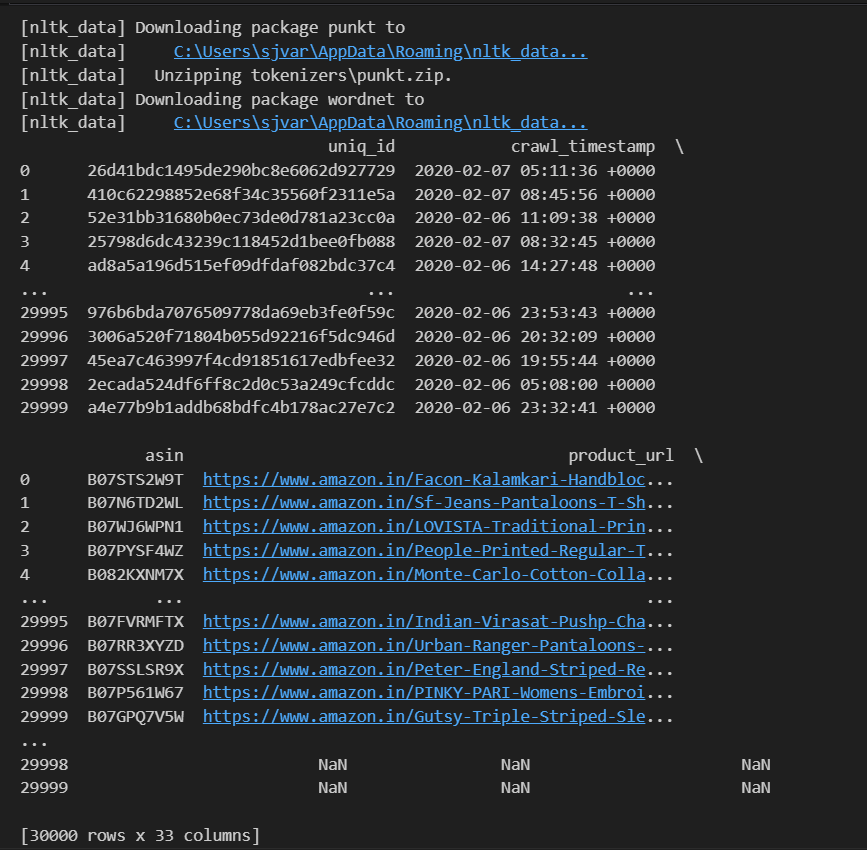 [nltk_data] Downloading package punkt to
[nltk_data]     C:\Users\sjvar\AppData\Roaming\nltk_data...
[nltk_data]   Unzipping tokenizers\punkt.zip.
[nltk_data] Downloading package wordnet to
[nltk_data]     C:\Users\sjvar\AppData\Roaming\nltk_data...
uniq_id crawl_timestamp \
0 26d41bdc1495de290bc8e6062d927729 2020-02-07 05:11:36 +0000
1 410c62298852e68f34c35560f2311e5a 2020-02-07 08:45:56 +0000
2 52e31bb31680b0ec73de0d781a23cc0a 2020-02-06 11:09:38 +0000
3 25798d6dc43239c118452d1bee0fb088 2020-02-07 08:32:45 +0000
4 ad8a5a196d515ef09dfdaf082bdc37c4 2020-02-06 14:27:48 +0000
... ... ...
29995 976b6bda7076509778da69eb3fe0f59c 2020-02-06 23:53:43 +0000
29996 3006a520f71804b055d92216f5dc946d 2020-02-06 20:32:09 +0000
29997 45ea7c463997f4cd91851617edbfee32 2020-02-06 19:55:44 +0000
29998 2ecada524df6ff8c2d0c53a249cfcddc 2020-02-06 05:08:00 +0000
29999 a4e77b9b1addb68bdfc4b178ac27e7c2 2020-02-06 23:32:41 +0000
asin product_url \
0 B07STS2W9T https://www.amazon.in/Facon-Kalamkari-Handbloc...
1 B07N6TD2WL https://www.amazon.in/Sf-Jeans-Pantaloons-T-Sh...
2 B07WJ6WPN1 https://www.amazon.in/LOVISTA-Traditional-Prin...
3 B07PYSF4WZ https://www.amazon.in/People-Printed-Regular-T...
4 B082KXNM7X https://www.amazon.in/Monte-Carlo-Cotton-Colla...
... ... ...
29995 B07FVRMFTX https://www.amazon.in/Indian-Virasat-Pushp-Cha...
29996 B07RR3XYZD https://www.amazon.in/Urban-Ranger-Pantaloons-...
29997 B07SSLSR9X https://www.amazon.in/Peter-England-Striped-Re...
29998 B07P561W67 https://www.amazon.in/PINKY-PARI-Womens-Embroi...
29999 B07GPQ7V5W https://www.amazon.in/Gutsy-Triple-Striped-Sle...
...
29998 NaN NaN NaN
29999 NaN NaN NaN
[30000 rows x 33 columns]